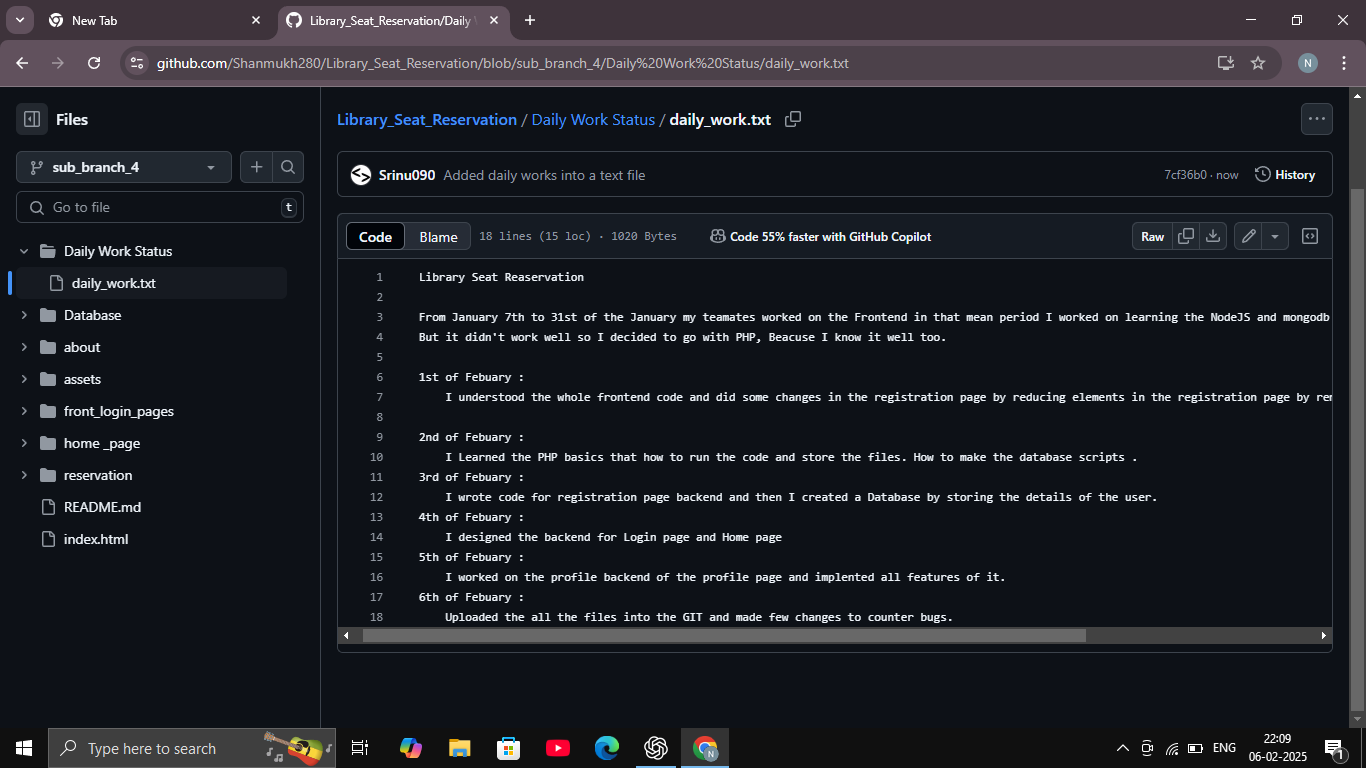 New Tab
Library_Seat_Reservation/Daily
github.com/Shanmukh280/Library_Seat_Reservation/blob/sub_branch_4/Daily%20Work%20Status/daily_work.txt
N
Files
sub_branch_4
Go to file
t
Daily Work Status
daily_work.txt
Database
about
assets
front_login_pages
home _page
reservation
README.md
index.html
Library_Seat_Reservation / Daily Work Status / daily_work.txt
Srinu090 Added daily works into a text file
7cf36b0 · now
History
Code
Blame
18 lines (15 loc) · 1020 Bytes
Code 55% faster with GitHub Copilot
Raw
1 Library Seat Reaservation
2
3 From January 7th to 31st of the January my teamates worked on the Frontend in that mean period I worked on learning the NodeJS and mongodb
4 But it didn't work well so I decided to go with PHP, Beacuse I know it well too.
5
6 1st of Febuary :
7 I understood the whole frontend code and did some changes in the registration page by reducing elements in the registration page by
8
9 2nd of Febuary :
10 I Learned the PHP basics that how to run the code and store the files. How to make the database scripts .
11 3rd of Febuary :
12 I wrote code for registration page backend and then I created a Database by storing the details of the user.
13 4th of Febuary :
14 I designed the backend for Login page and Home page
15 5th of Febuary :
16 I worked on the profile backend of the profile page and implented all features of it.
17 6th of Febuary :
18 Uploaded the all the files into the GIT and made few changes to counter bugs.
Type here to search
N
ENG
22:09
06-02-2025
1